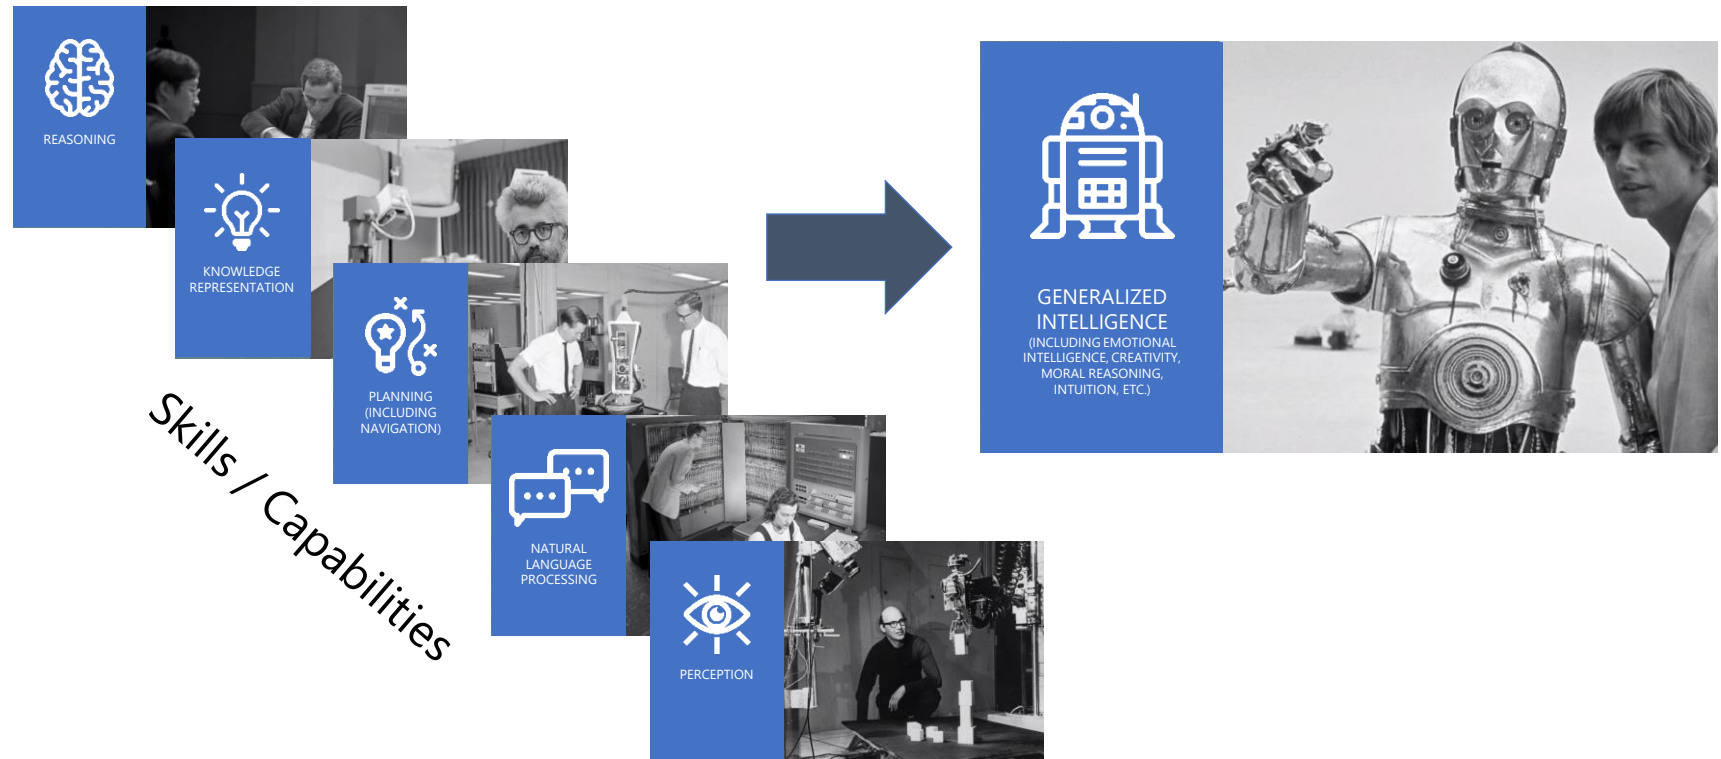 REASONING
KNOWLEDGE
REPRESENTATION
PLANNING
(INCLUDING
NAVIGATION)
NATURAL
LANGUAGE
PROCESSING
PERCEPTION
Skills / Capabilities
GENERALIZED
INTELLIGENCE
(INCLUDING EMOTIONAL
INTELLIGENCE, CREATIVITY,
MORAL REASONING,
INTUITION, ETC.)